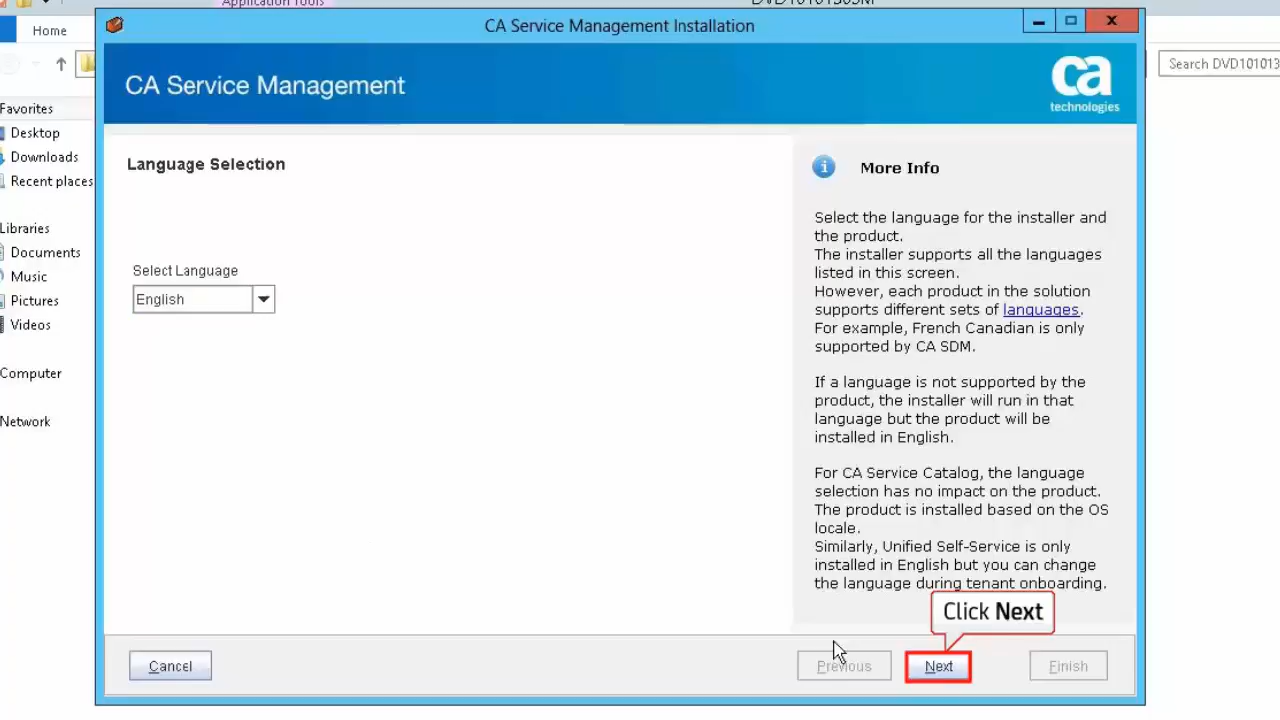 Application Tools
CA Service Management Installation
Home
Search DVD101013
CA Service Management
ca
technologies
Favorites
Desktop
Downloads
Recent places
Libraries
Documents
Music
Pictures
Videos
Computer
Network
Language Selection
Select Language
English
More Info
Select the language for the installer and
the product.
The installer supports all the languages
listed in this screen.
However, each product in the solution
supports different sets of languages.
For example, French Canadian is only
supported by CA SDM.
If a language is not supported by the
product, the installer will run in that
language but the product will be
installed in English.
For CA Service Catalog, the language
selection has no impact on the product.
The product is installed based on the OS
locale.
Similarly, Unified Self-Service is only
installed in English but you can change
the language during tenant onboarding.
Click Next
Cancel
Previous
Next
Finish